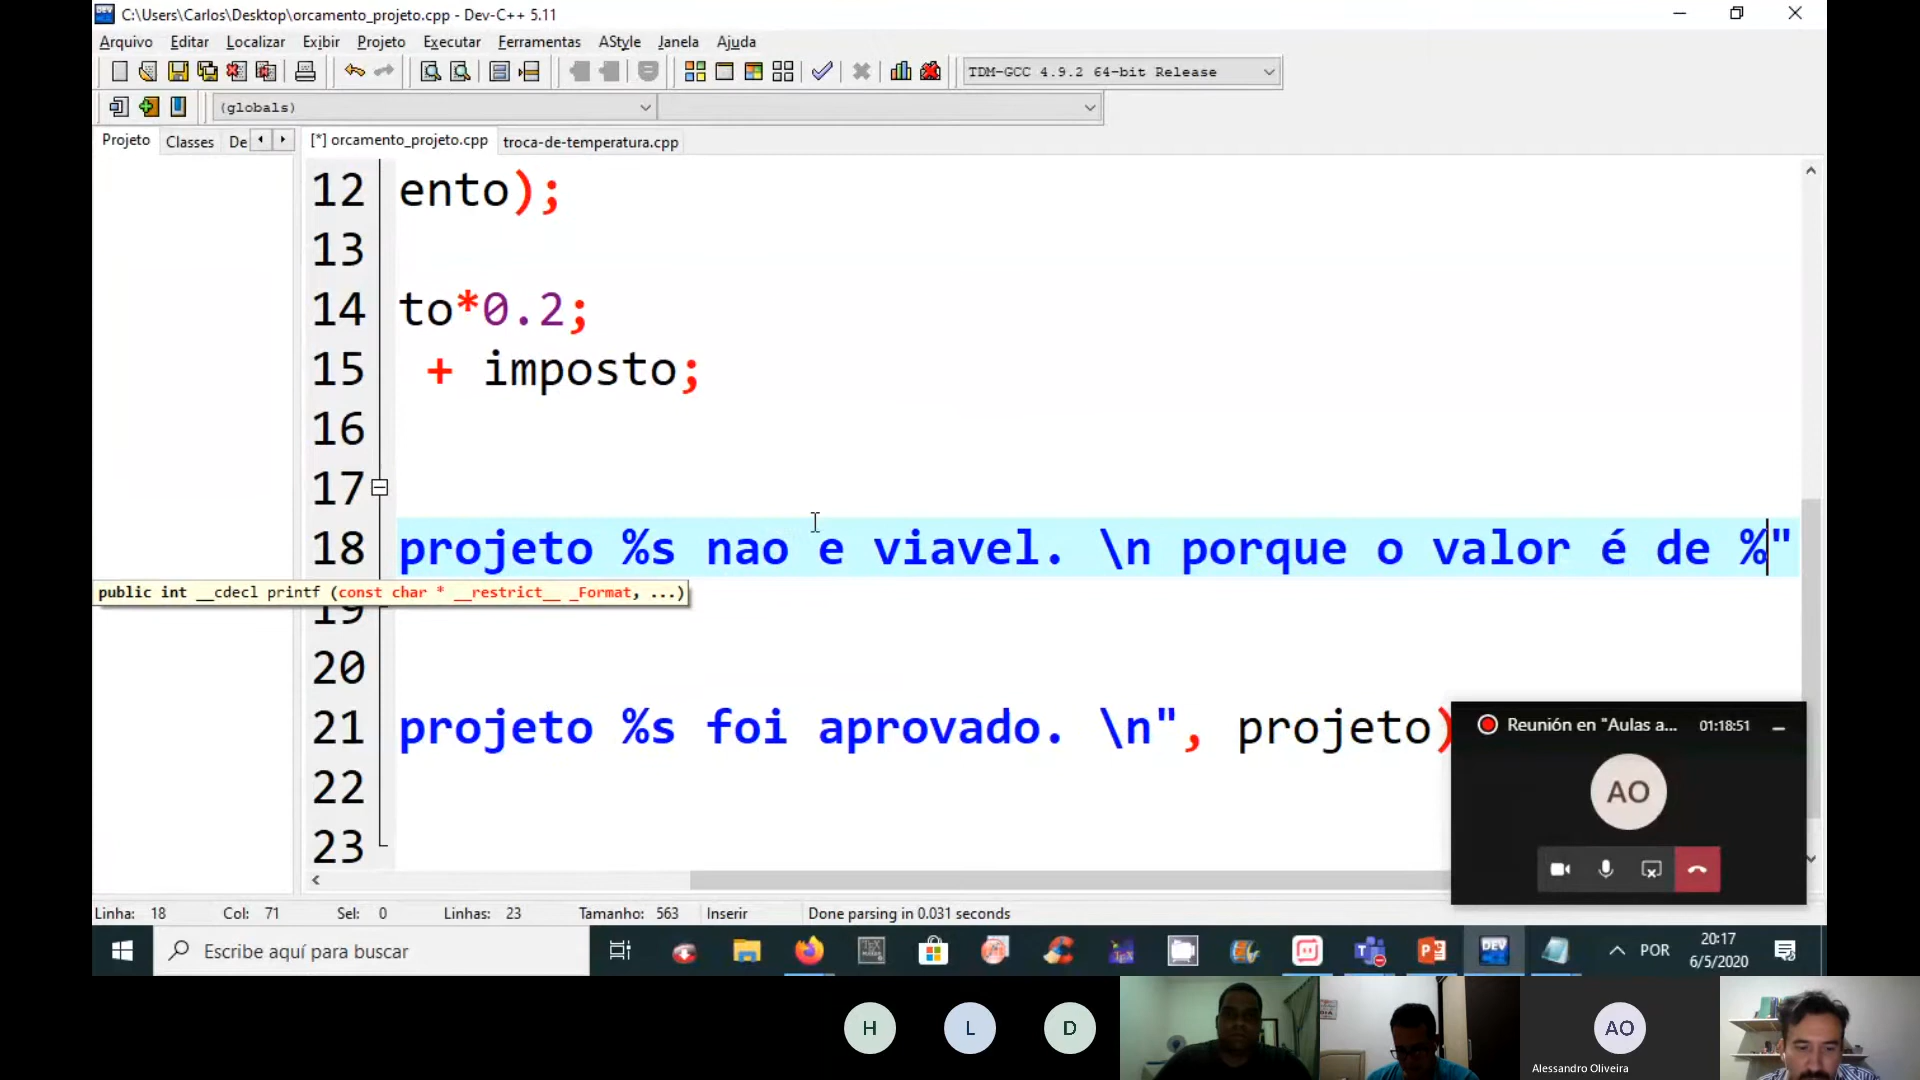 C:\Users\Carlos\Desktop\orcamento_projeto.cpp - Dev-C++ 5.11
Arquivo Editar Localizar Exibir Projeto Executar Ferramentas AStyle Janela Ajuda
TDM-GCC 4.9.2 64-bit Release
(globals)
Projeto Classes De [*] orcamento_projeto.cpp troca-de-temperatura.cpp
12 ento);
13
14 to*0.2;
15 + imposto;
16
17
18 projeto %s nao e viavel. \n porque o valor é de %"
public int __cdecl printf (const char * __restrict__ _Format, ...)
19
20
21 projeto %s foi aprovado. \n", projeto)
22
23
Reunión en "Aulas a... 01:18:51
AO
Linha: 18 Col: 71 Sel: 0 Linhas: 23 Tamanho: 563 Inserir Done parsing in 0.031 seconds
Escribe aquí para buscar
DEV
POR
20:17
6/5/2020
H L D AO
Alessandro Oliveira